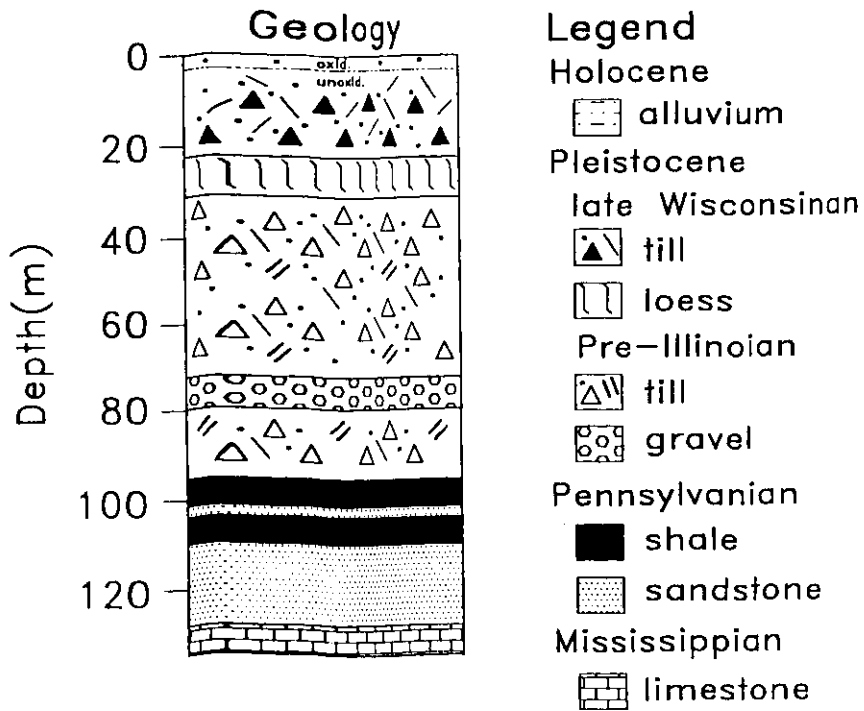 Geology
0
oxid.
unoxid.
20
40
60
80
100
120
Depth(m)
Legend
Holocene
alluvium
Pleistocene
late Wisconsinan
till
loess
Pre-Illinoian
till
gravel
Pennsylvanian
shale
sandstone
Mississippian
limestone